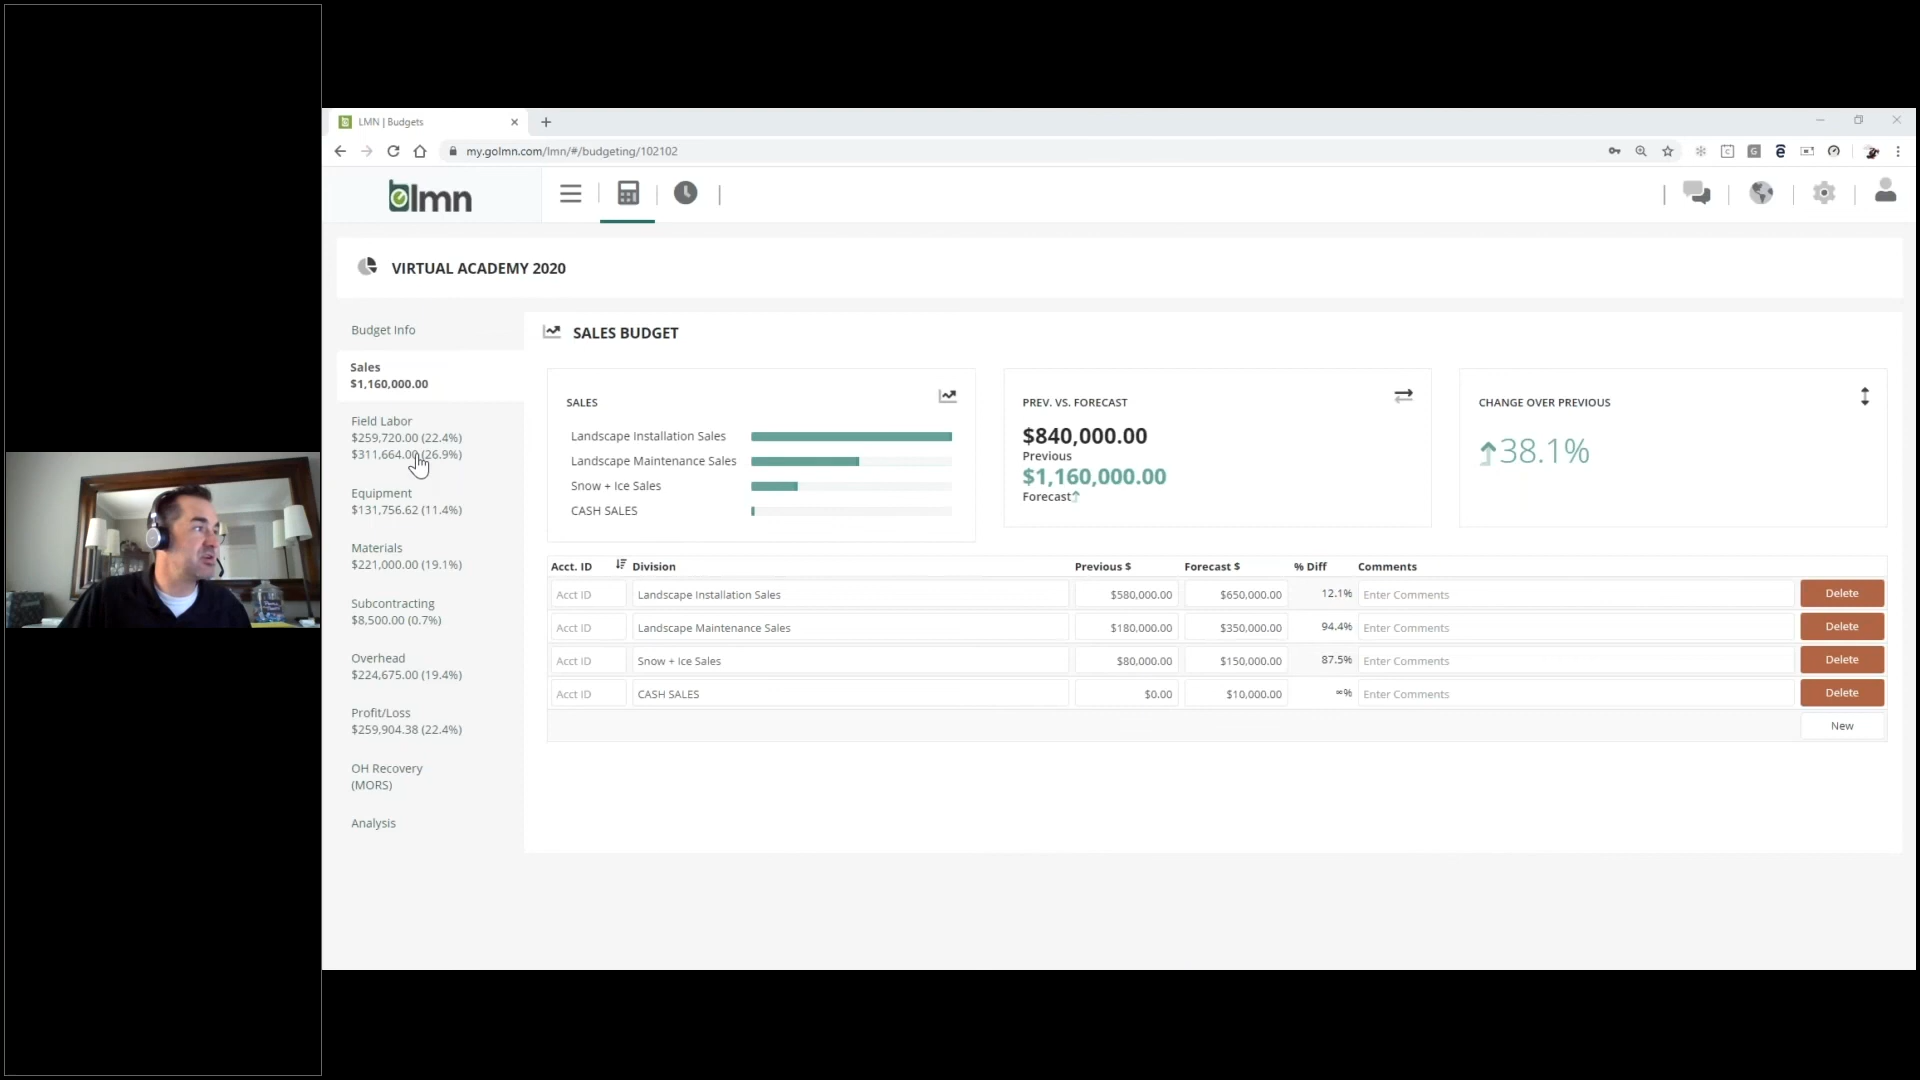 LMN | Budgets
my.golmn.com/lmn/#/budgeting/102102
lmn
VIRTUAL ACADEMY 2020
Budget Info
Sales
$1,160,000.00
Field Labor
$259,720.00 (22.4%)
$311,664.00 (26.9%)
Equipment
$131,756.62 (11.4%)
Materials
$221,000.00 (19.1%)
Subcontracting
$8,500.00 (0.7%)
Overhead
$224,675.00 (19.4%)
Profit/Loss
$259,904.38 (22.4%)
OH Recovery
(MORS)
Analysis
SALES BUDGET
SALES
Landscape Installation Sales
Landscape Maintenance Sales
Snow + Ice Sales
CASH SALES
PREV. VS. FORECAST
$840,000.00
Previous
$1,160,000.00
Forecast
CHANGE OVER PREVIOUS
38.1%
Acct. ID Division Previous $ Forecast $ % Diff Comments
Acct ID Landscape Installation Sales $580,000.00 $650,000.00 12.1% Enter Comments Delete
Acct ID Landscape Maintenance Sales $180,000.00 $350,000.00 94.4% Enter Comments Delete
Acct ID Snow + Ice Sales $80,000.00 $150,000.00 87.5% Enter Comments Delete
Acct ID CASH SALES $0.00 $10,000.00 ∞% Enter Comments Delete
New